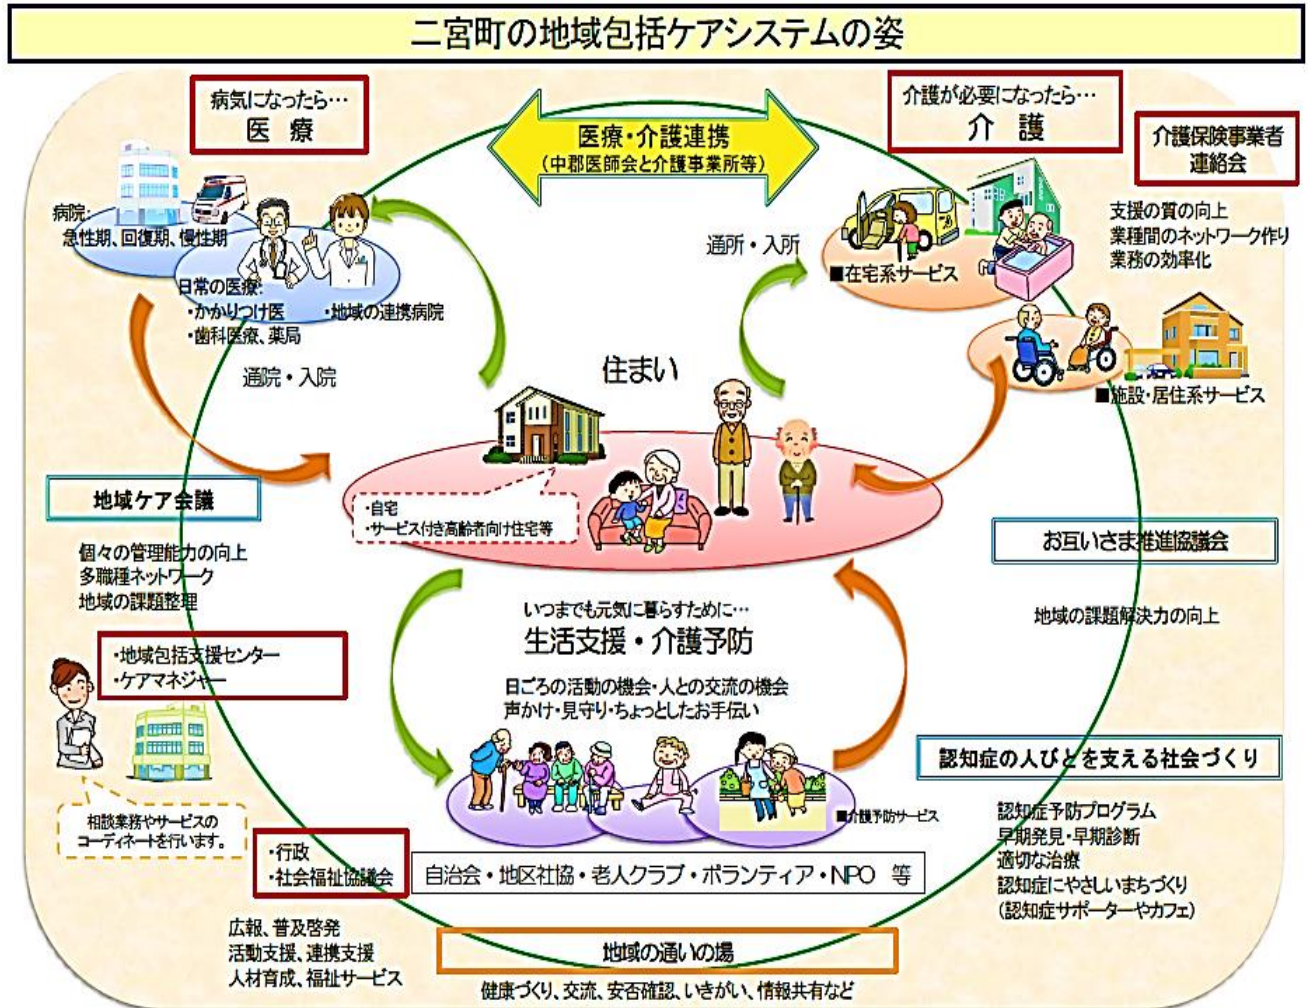 二宮町の地域包括ケアシステムの姿
病気になったら…
医 療
医療・介護連携
(中郡医師会と介護事業所等)
介護が必要になったら…
介 護
介護保険事業者
連絡会
支援の質の向上
業種間のネットワーク作り
業務の効率化
病院:
急性期、回復期、慢性期
日常の医療:
・かかりつけ医
・地域の連携病院
・歯科医療、薬局
通院・入院
通所・入所
■在宅系サービス
■施設・居住系サービス
住まい
・自宅
・サービス付き高齢者向け住宅等
地域ケア会議
個々の管理能力の向上
多職種ネットワーク
地域の課題整理
お互いさま推進協議会
地域の課題解決力の向上
・地域包括支援センター
・ケアマネジャー
相談業務やサービスの
コーディネートを行います。
いつまでも元気に暮らすために…
生活支援・介護予防
日ごろの活動の機会・人との交流の機会
声かけ・見守り・ちょっとしたお手伝い
■介護予防サービス
認知症の人びとを支える社会づくり
認知症予防プログラム
早期発見・早期診断
適切な治療
認知症にやさしいまちづくり
(認知症サポーターやカフェ)
・行政
・社会福祉協議会
自治会・地区社協・老人クラブ・ボランティア・NPO 等
広報、普及啓発
活動支援、連携支援
人材育成、福祉サービス
地域の通いの場
健康づくり、交流、安否確認、いきがい、情報共有など